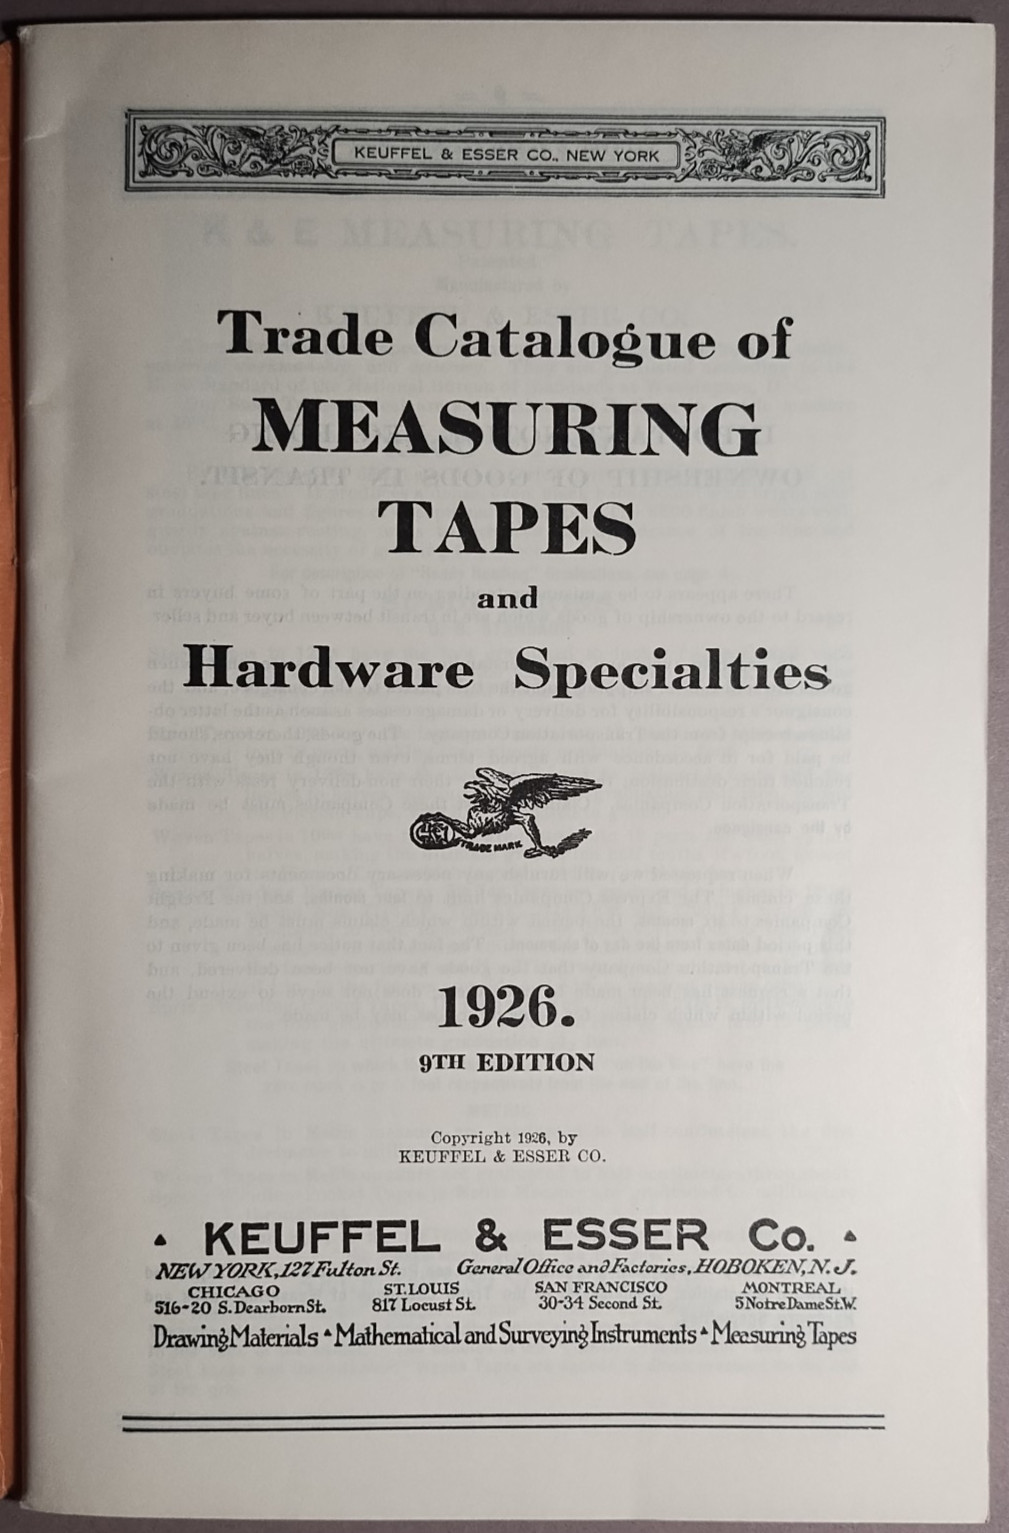 KEUFFEL & ESSER CO., NEW YORK
Trade Catalogue of
MEASURING
TAPES
and
Hardware Specialties
TRADE MARK
1926.
9TH EDITION
Copyright 1926, by
KEUFFEL & ESSER CO.
KEUFFEL & ESSER Co.
NEW YORK, 127 Fulton St. General Office and Factories, HOBOKEN, N. J.
CHICAGO ST. LOUIS SAN FRANCISCO MONTREAL
516-20 S. Dearborn St. 817 Locust St. 30-34 Second St. 5 Notre Dame St. W.
Drawing Materials ▲ Mathematical and Surveying Instruments ▲ Measuring Tapes